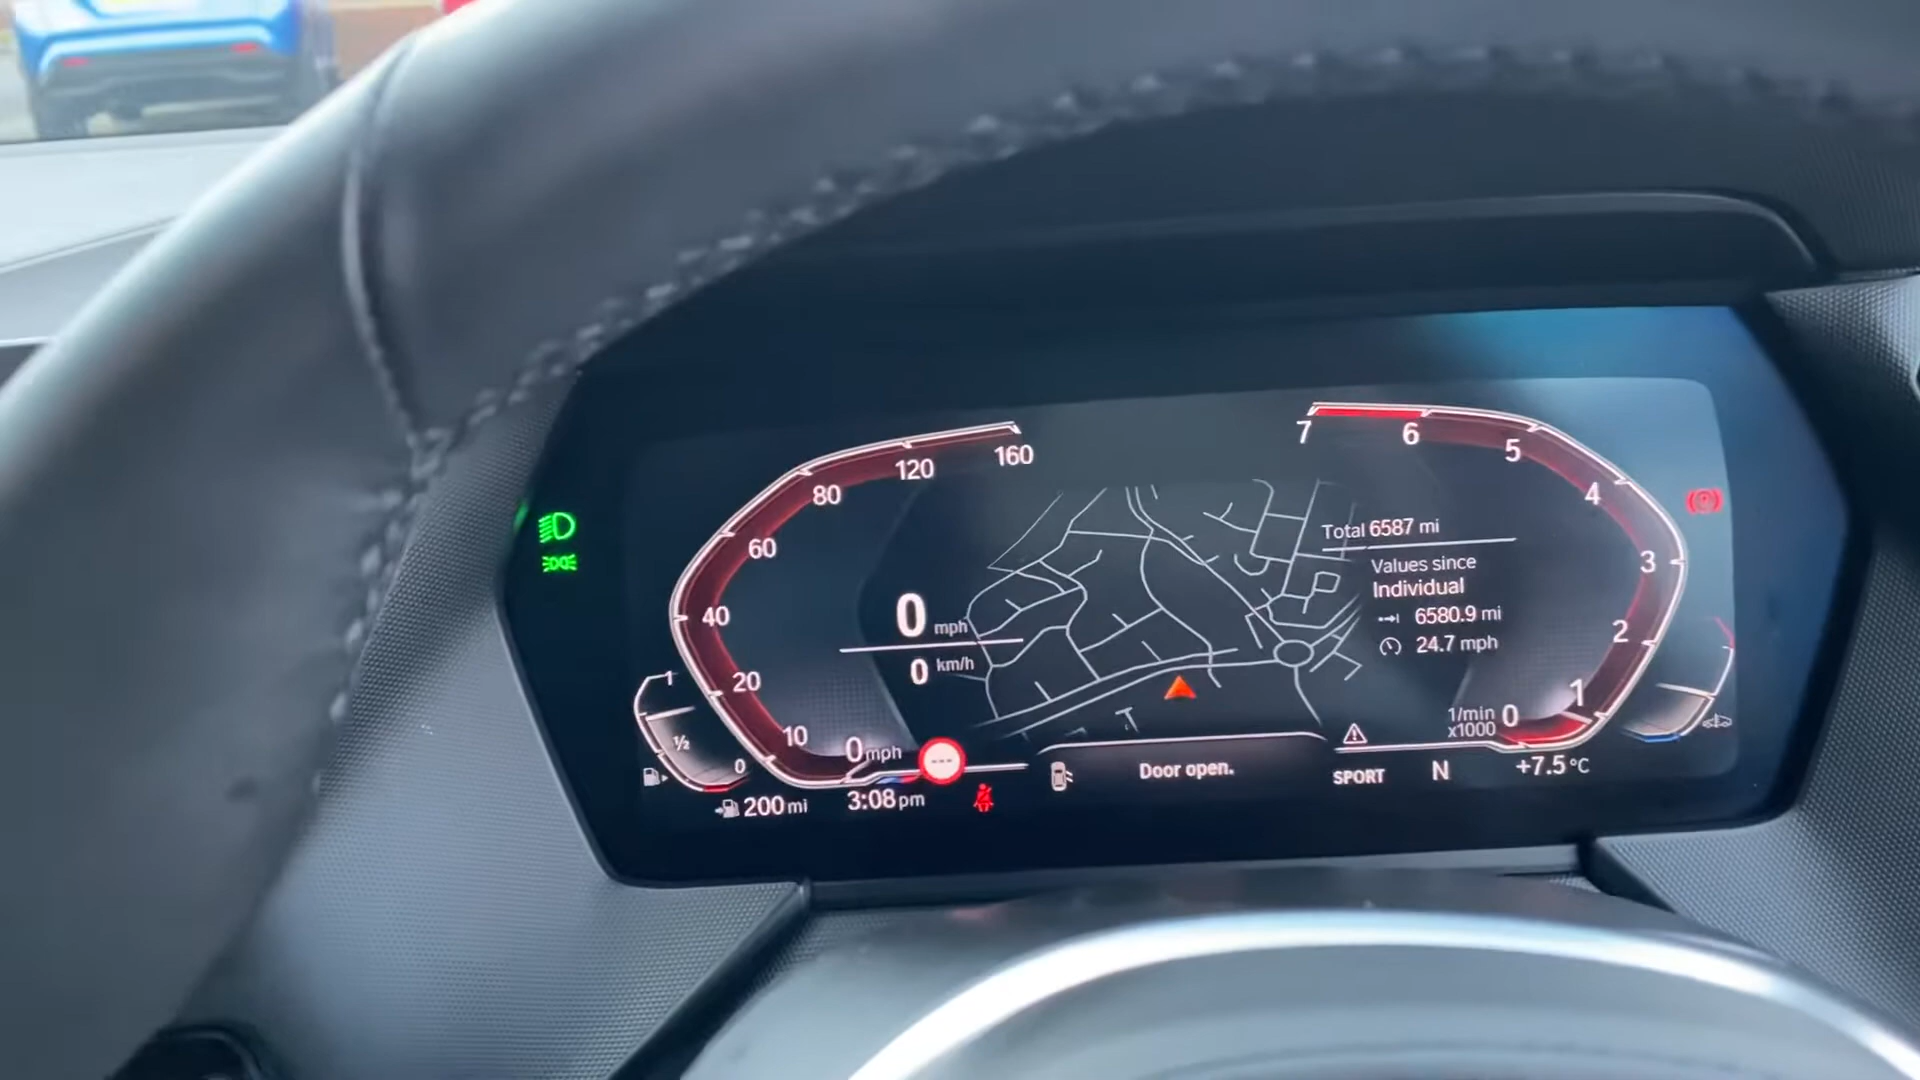 160
120
80
60
40
20
10
0 mph
0 mph
0 km/h
7
6
5
4
3
2
1
0
1/min
x1000
Total 6587 mi
Values since
Individual
6580.9 mi
24.7 mph
1
½
0
200 mi
3:08 pm
---
Door open.
SPORT
N
+7.5 °C